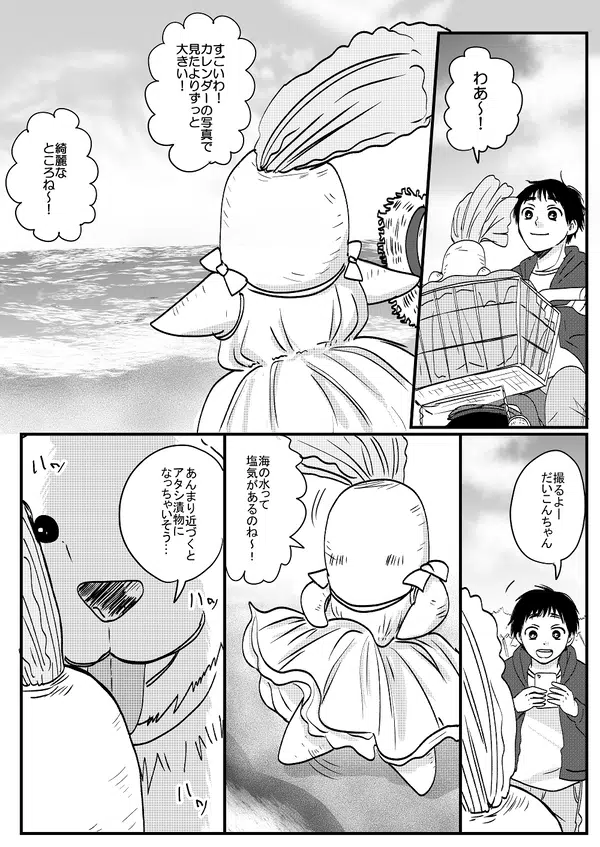 わあ〜！
すごいわ！
カレンダーの写真で
見たよりずっと
大きい！
綺麗な
ところね〜！
撮るよー
だいこんちゃん
海の水って
塩気があるのね〜！
あんまり近づくと
アタシ漬物に
なっちゃいそう…
ハッ
ハッ
ハッ
ハッ